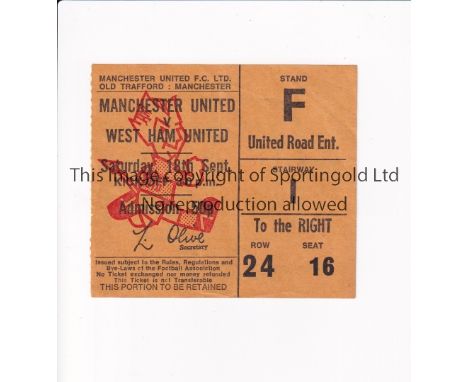 MANCHESTER UNITED F.C. LTD.
OLD TRAFFORD : MANCHESTER
MANCHESTER UNITED
v
WEST HAM UNITED
Saturday, 18th Sept.
Kick-off
Admission
L. Olive
Secretary
Issued subject to the Rules, Regulations and
Bye-Laws of the Football Association
No Ticket exchanged nor money refunded
This Ticket is not Transferable
THIS PORTION TO BE RETAINED
STAND
F
United Road Ent.
STAIRWAY
I
To the RIGHT
ROW SEAT
24 16
This image copyright of Sportingold Ltd
No reproduction allowed